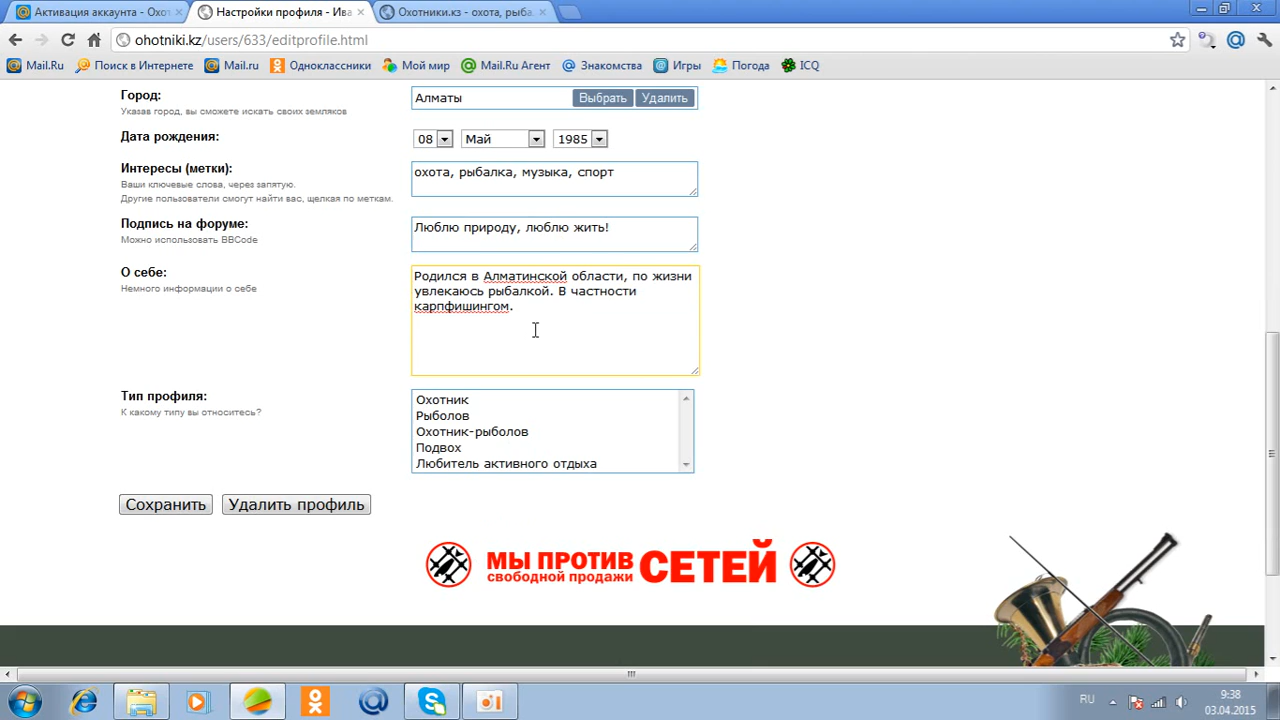 Активация аккаунта - Охот
Настройки профиля - Ива
Охотники.кз - охота, рыба
ohotniki.kz/users/633/editprofile.html
Mail.Ru
Поиск в Интернете
Mail.ru
Одноклассники
Мой мир
Mail.Ru Агент
Знакомства
Игры
Погода
ICQ
Город:
Указав город, вы сможете искать своих земляков
Алматы
Выбрать
Удалить
Дата рождения:
08
Май
1985
Интересы (метки):
Ваши ключевые слова, через запятую.
Другие пользователи смогут найти вас, щелкая по меткам.
охота, рыбалка, музыка, спорт
Подпись на форуме:
Можно использовать BBCode
Люблю природу, люблю жить!
О себе:
Немного информации о себе
Родился в Алматинской области, по жизни
увлекаюсь рыбалкой. В частности
карпфишингом.
Тип профиля:
К какому типу вы относитесь?
Охотник
Рыболов
Охотник-рыболов
Подвох
Любитель активного отдыха
Сохранить
Удалить профиль
МЫ ПРОТИВ
свободной продажи
СЕТЕЙ
RU
9:38
03.04.2015